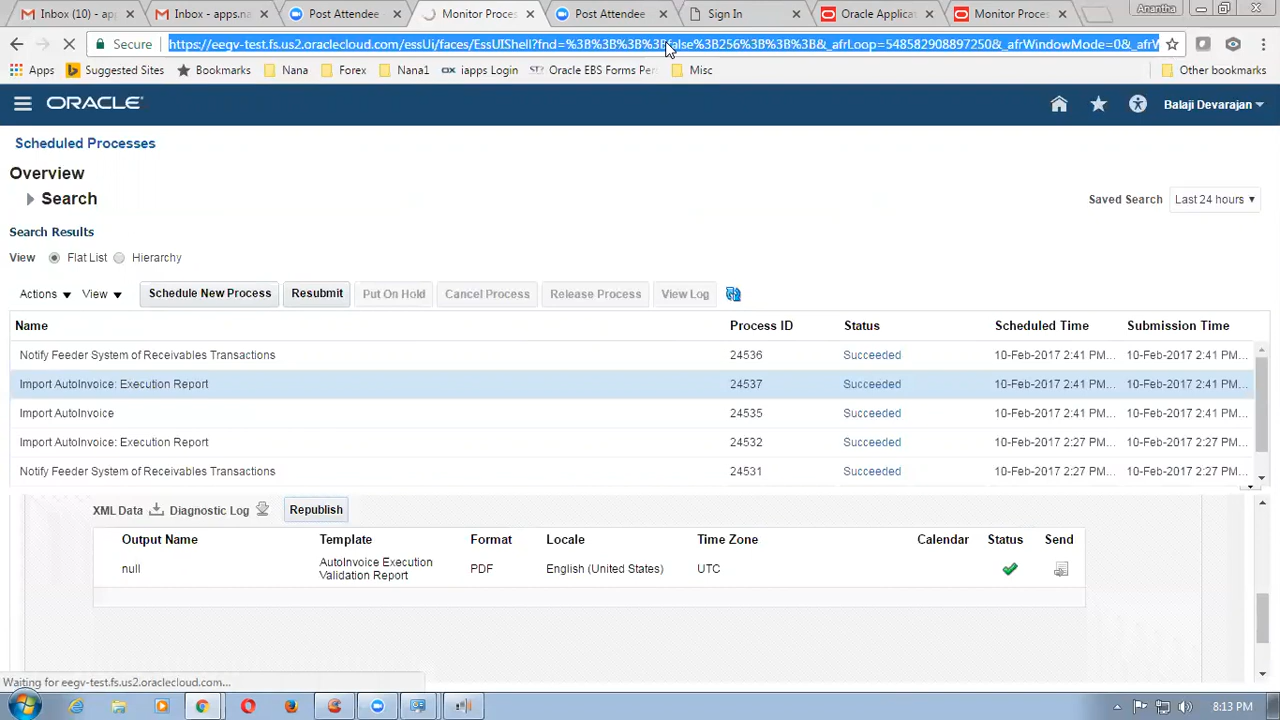 Inbox (10) - ap
Inbox - apps.na
Post Attendee
Monitor Proces
Post Attendee
Sign In
Oracle Applica
Monitor Proces
Anantha
Secure
https://eegv-test.fs.us2.oraclecloud.com/essUi/faces/EssUIShell?fnd=%3B%3B%3B%3Bfalse%3B256%3B%3B%3B&_afrLoop=548582908897250&_afrWindowMode=0&_afrW
Apps
Suggested Sites
Bookmarks
Nana
Forex
Nana1
iapps Login
Oracle EBS Forms Per
Misc
Other bookmarks
ORACLE
Balaji Devarajan
Scheduled Processes
Overview
Search
Saved Search Last 24 hours
Search Results
View Flat List Hierarchy
Actions View Schedule New Process Resubmit Put On Hold Cancel Process Release Process View Log
Name Process ID Status Scheduled Time Submission Time
Notify Feeder System of Receivables Transactions 24536 Succeeded 10-Feb-2017 2:41 PM... 10-Feb-2017 2:41 PM...
Import AutoInvoice: Execution Report 24537 Succeeded 10-Feb-2017 2:41 PM... 10-Feb-2017 2:41 PM...
Import AutoInvoice 24535 Succeeded 10-Feb-2017 2:41 PM... 10-Feb-2017 2:41 PM...
Import AutoInvoice: Execution Report 24532 Succeeded 10-Feb-2017 2:27 PM... 10-Feb-2017 2:27 PM...
Notify Feeder System of Receivables Transactions 24531 Succeeded 10-Feb-2017 2:27 PM... 10-Feb-2017 2:27 PM...
XML Data Diagnostic Log Republish
Output Name Template Format Locale Time Zone Calendar Status Send
null AutoInvoice Execution Validation Report PDF English (United States) UTC
Waiting for eegv-test.fs.us2.oraclecloud.com...
8:13 PM